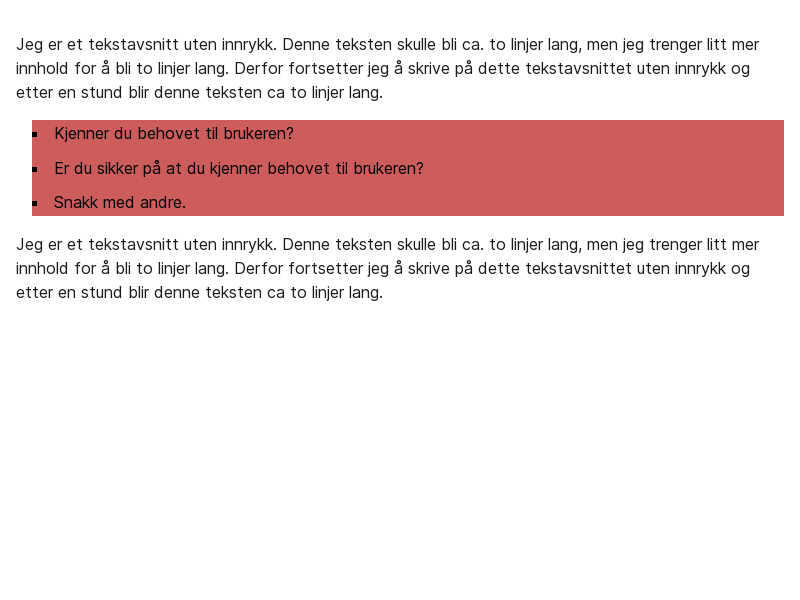 Jeg er et tekstavsnitt uten innrykk. Denne teksten skulle bli ca. to linjer lang, men jeg trenger litt mer
innhold for å bli to linjer lang. Derfor fortsetter jeg å skrive på dette tekstavsnittet uten innrykk og
etter en stund blir denne teksten ca to linjer lang.
▪ Kjenner du behovet til brukeren?
▪ Er du sikker på at du kjenner behovet til brukeren?
▪ Snakk med andre.
Jeg er et tekstavsnitt uten innrykk. Denne teksten skulle bli ca. to linjer lang, men jeg trenger litt mer
innhold for å bli to linjer lang. Derfor fortsetter jeg å skrive på dette tekstavsnittet uten innrykk og
etter en stund blir denne teksten ca to linjer lang.